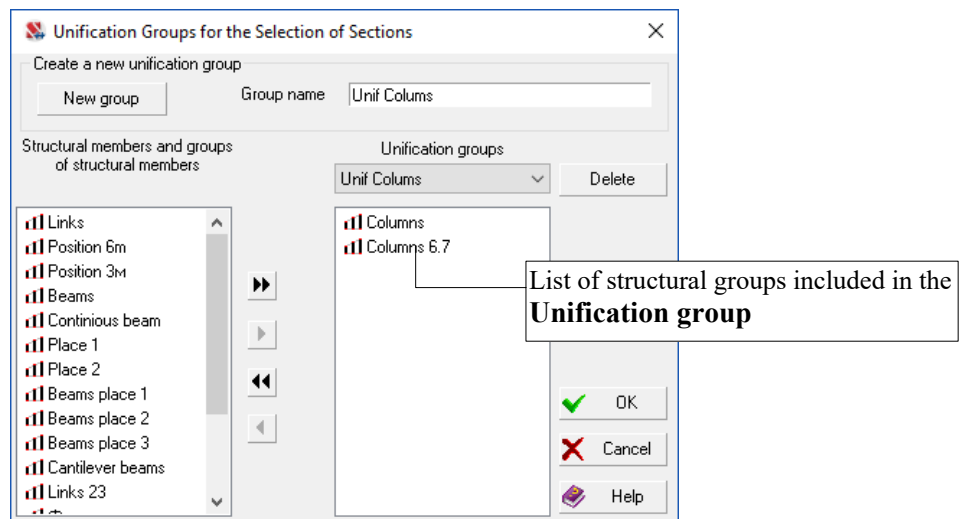 Unification Groups for the Selection of Sections
Create a new unification group
New group
Group name
Unif Colums
Structural members and groups
of structural members
Unification groups
Unif Colums
Delete
Links
Position 6m
Position 3м
Beams
Continious beam
Place 1
Place 2
Beams place 1
Beams place 2
Beams place 3
Cantilever beams
Links 23
Columns
Columns 6.7
List of structural groups included in the
Unification group
OK
Cancel
Help